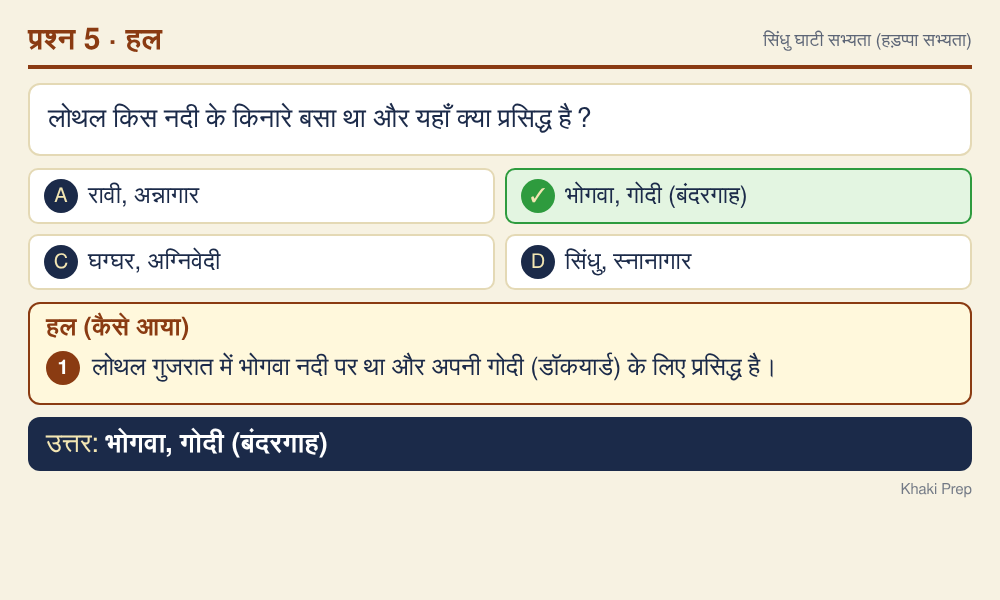 प्रश्न 5 · हल
सिंधु घाटी सभ्यता (हड़प्पा सभ्यता)
लोथल किस नदी के किनारे बसा था और यहाँ क्या प्रसिद्ध है ?
A रावी, अन्नागार
✓ भोगवा, गोदी (बंदरगाह)
C घग्घर, अग्निवेदी
D सिंधु, स्नानागार
हल (कैसे आया)
1 लोथल गुजरात में भोगवा नदी पर था और अपनी गोदी (डॉकयार्ड) के लिए प्रसिद्ध है।
उत्तर: भोगवा, गोदी (बंदरगाह)
Khaki Prep